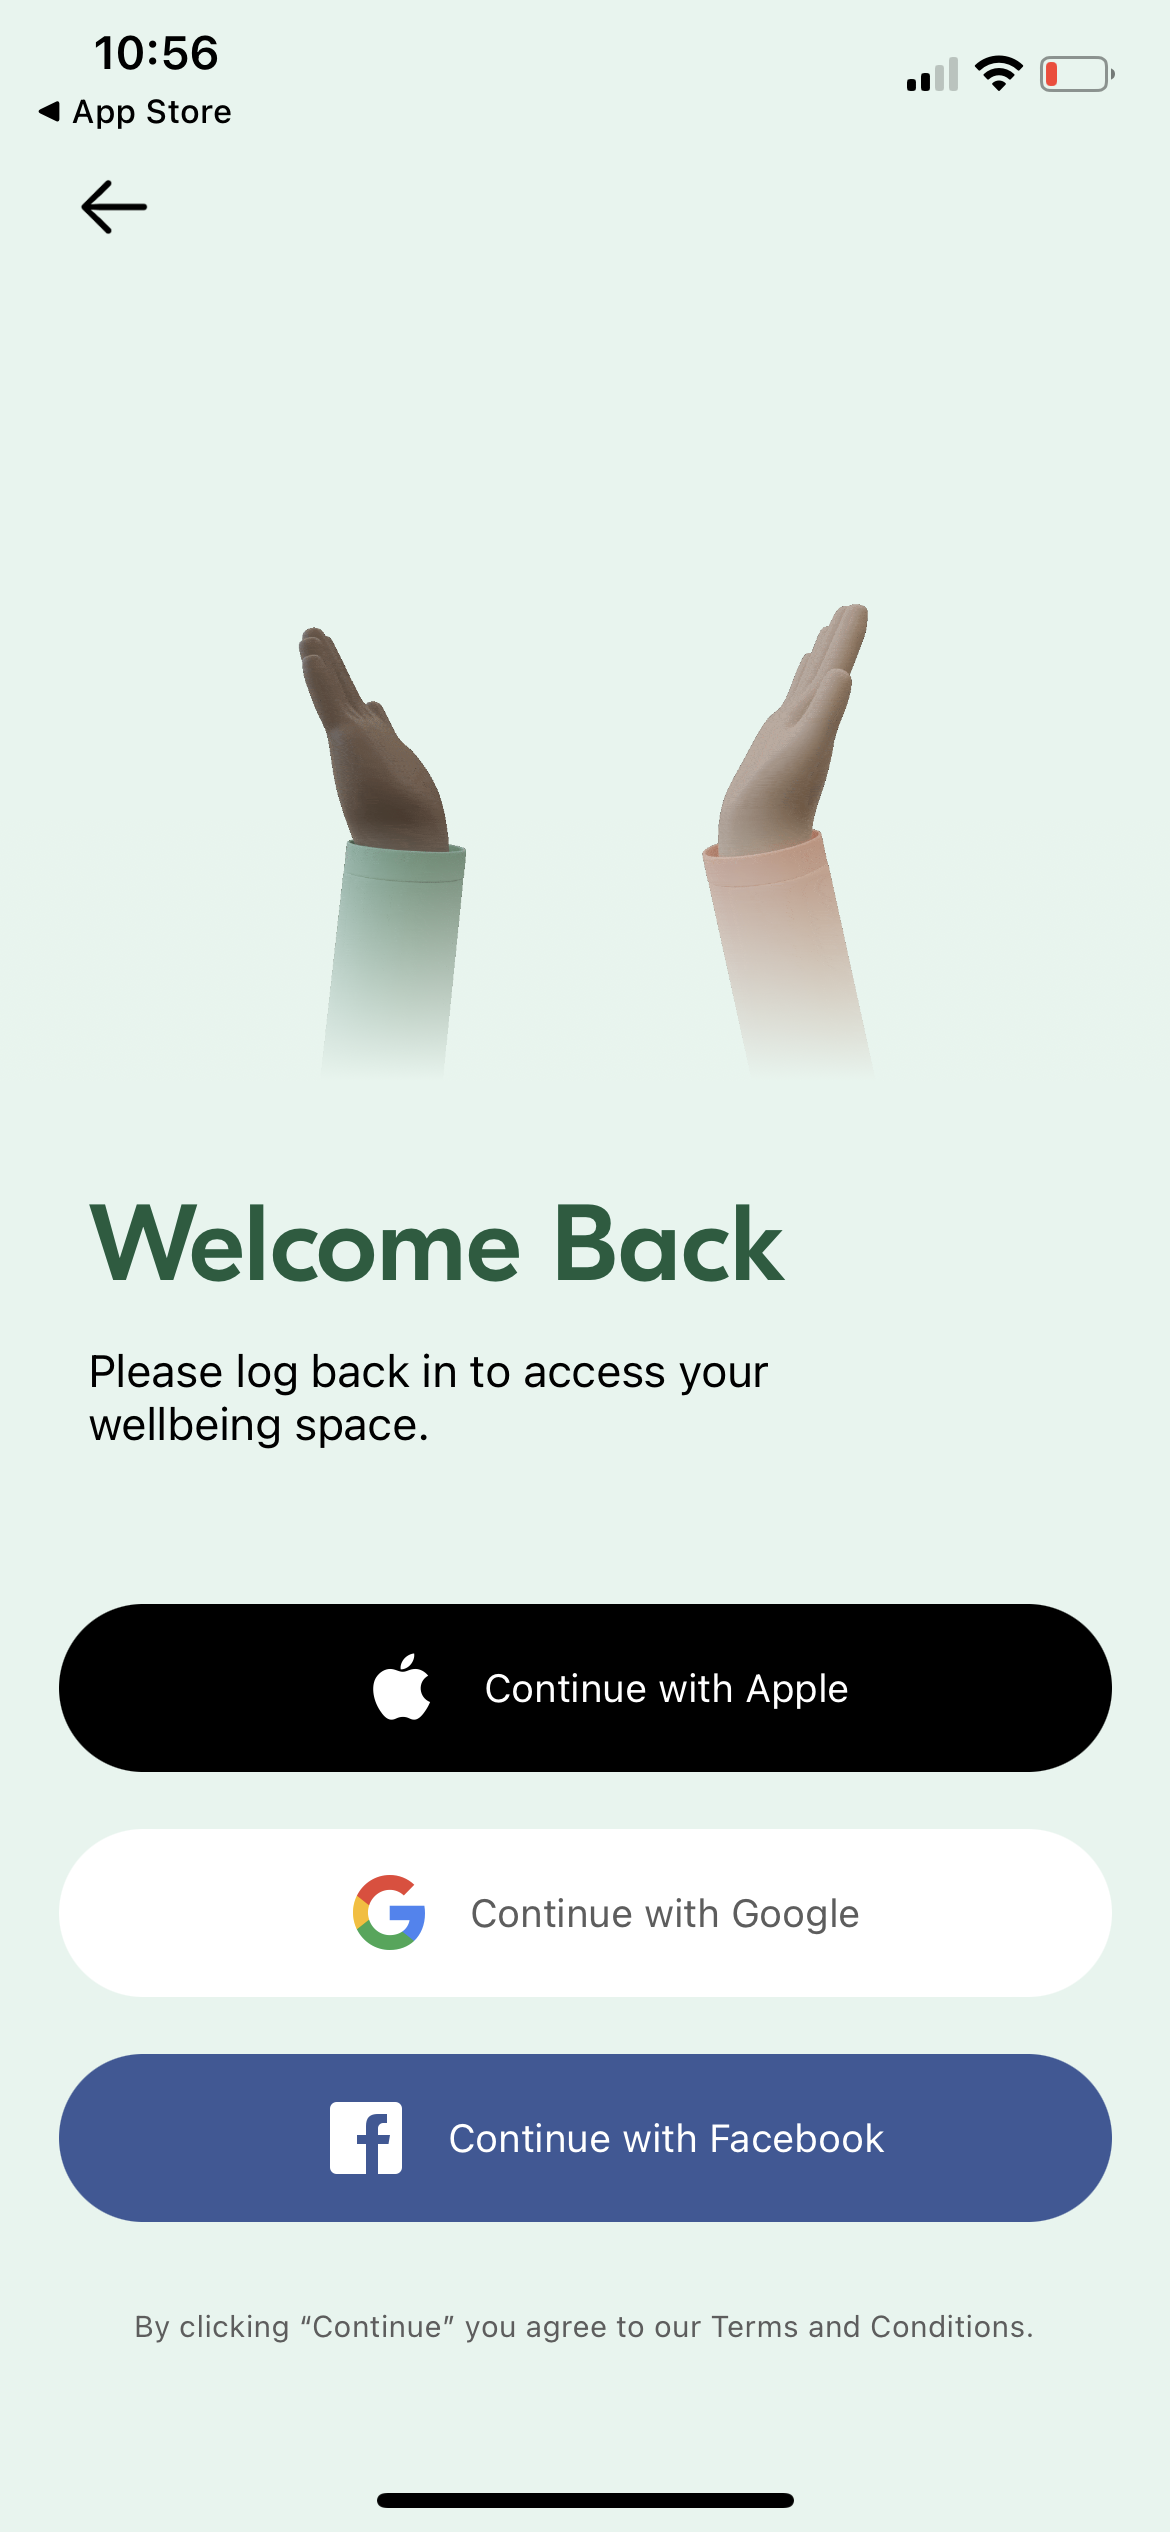 10:56
App Store
Welcome Back
Please log back in to access your
wellbeing space.
Continue with Apple
Continue with Google
Continue with Facebook
By clicking “Continue” you agree to our Terms and Conditions.